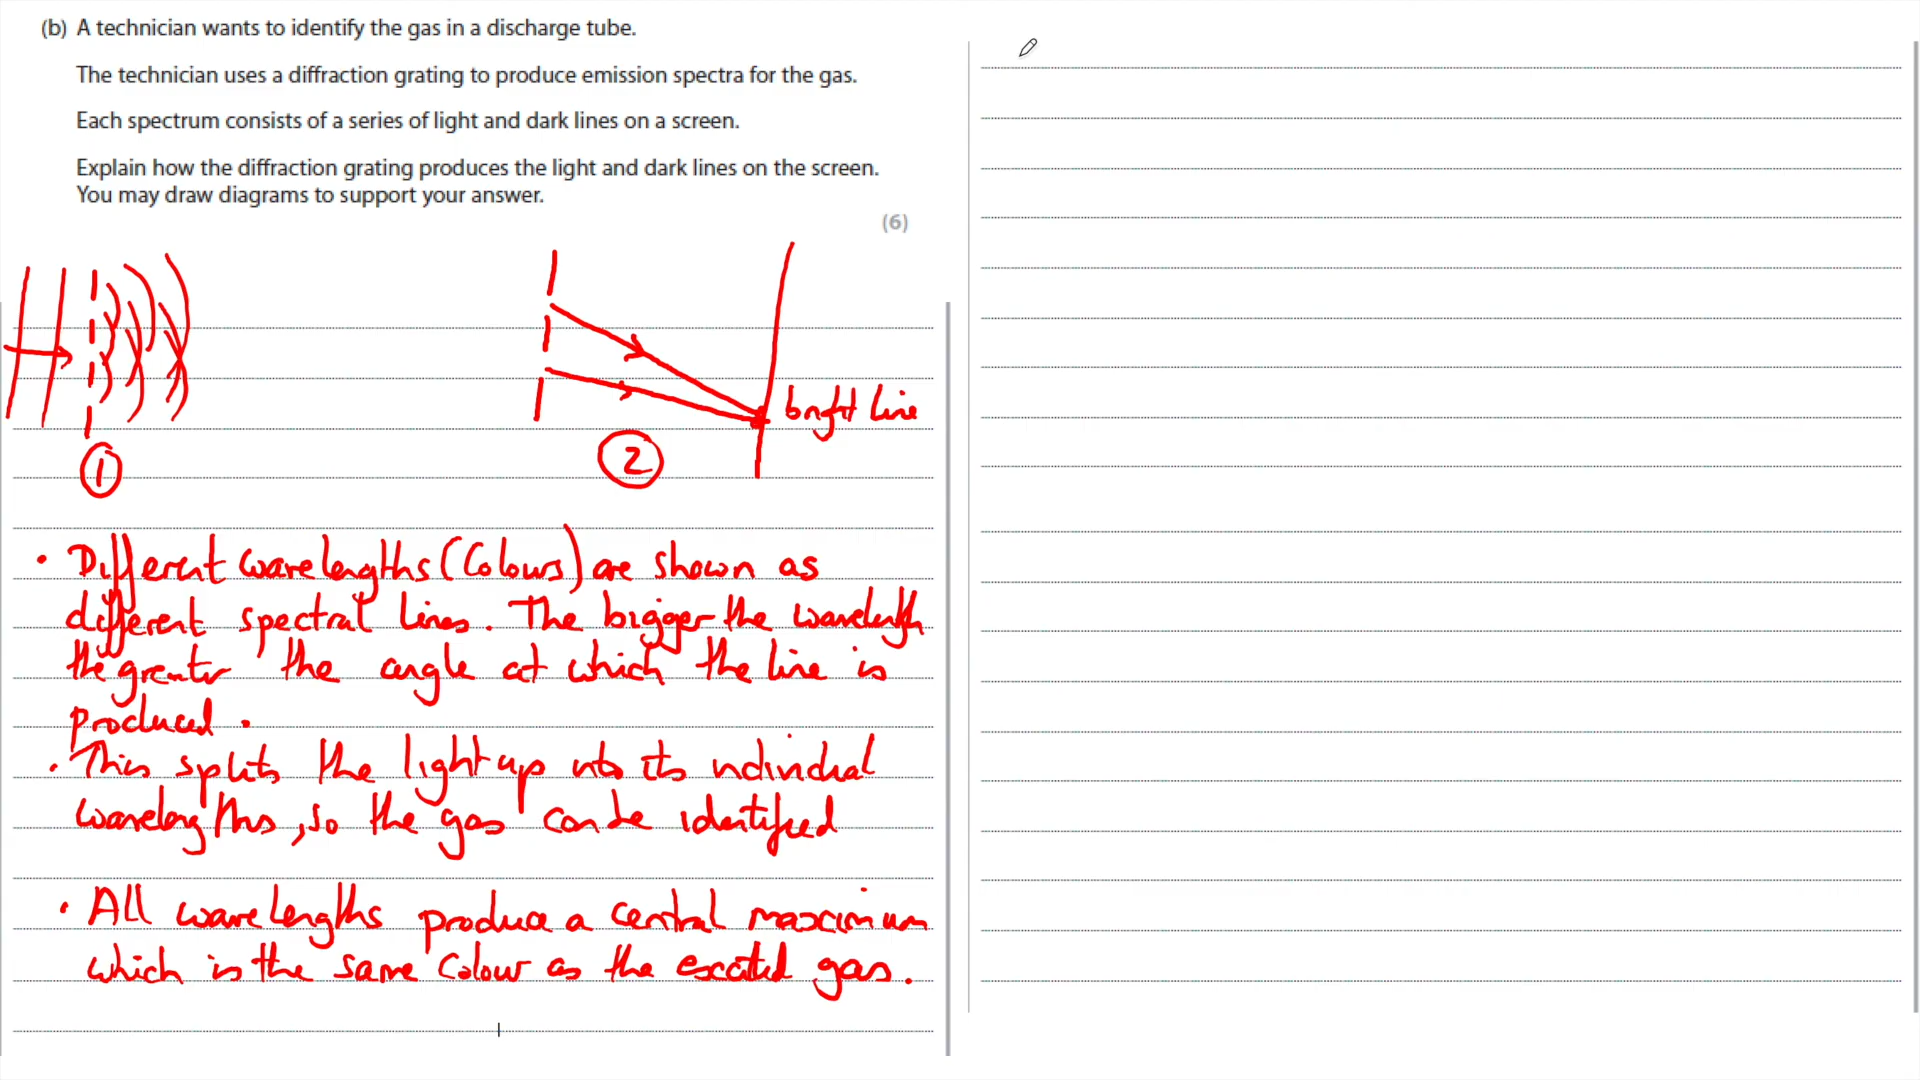 (b) A technician wants to identify the gas in a discharge tube.
The technician uses a diffraction grating to produce emission spectra for the gas.
Each spectrum consists of a series of light and dark lines on a screen.
Explain how the diffraction grating produces the light and dark lines on the screen.
You may draw diagrams to support your answer.
(6)
bright line
1
2
• Different wavelengths (Colours) are shown as
different spectral lines. The bigger the wavelength
the greater the angle at which the line is
produced.
• This splits the light up into its individual
wavelengths, so the gas can be identified
• All wavelengths produce a central maximum
which is the same colour as the excited gas.